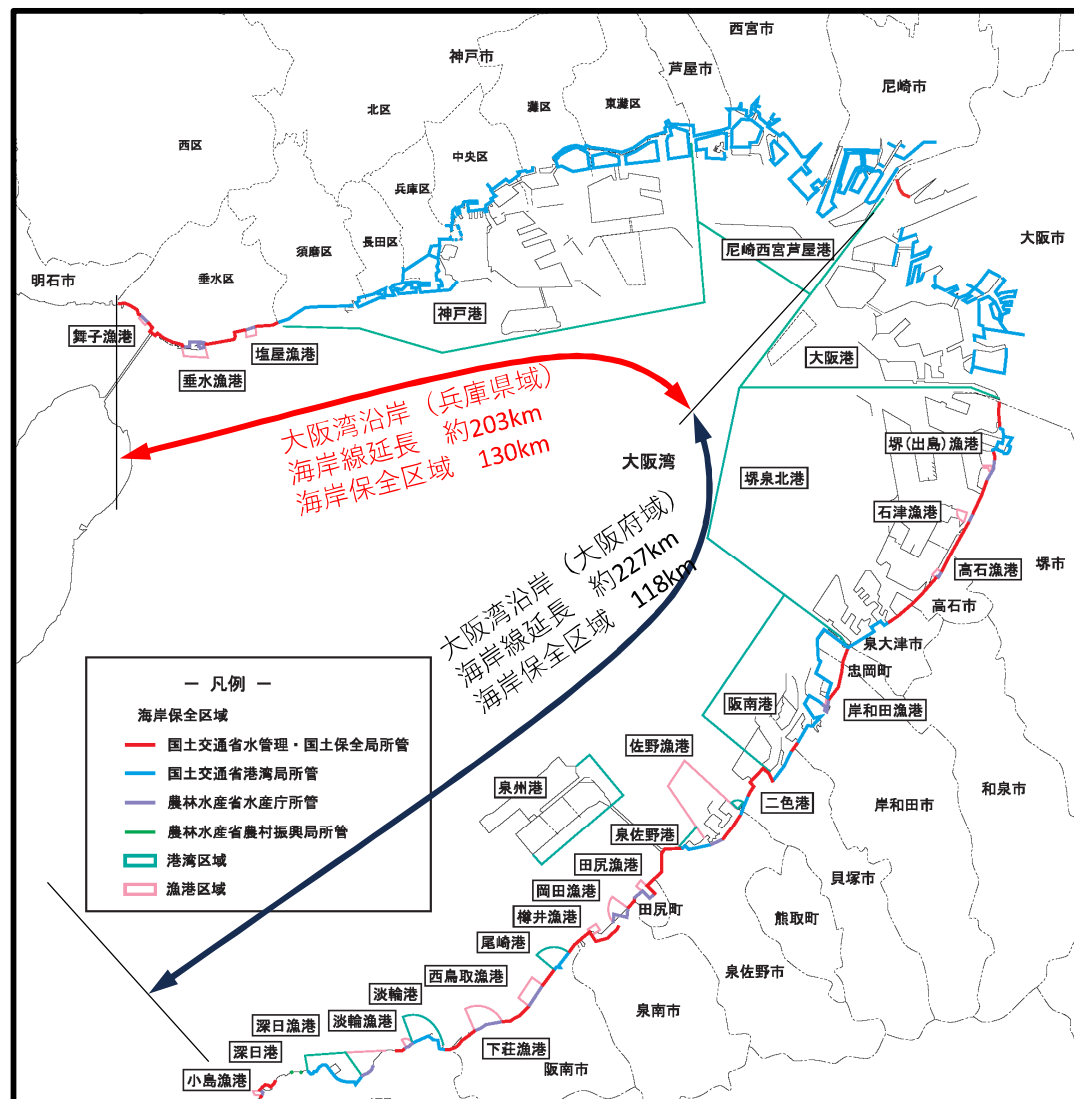 西宮市
神戸市
芦屋市
尼崎市
灘区
東灘区
北区
西区
中央区
兵庫区
長田区
須磨区
大阪市
尼崎西宮芦屋港
垂水区
明石市
神戸港
舞子漁港
塩屋漁港
大阪港
垂水漁港
大阪湾沿岸（兵庫県域）
海岸線延長　約203km
海岸保全区域　130km
堺(出島)漁港
大阪湾
堺泉北港
石津漁港
大阪湾沿岸（大阪府域）
海岸線延長　約227km
海岸保全区域　118km
堺市
高石漁港
高石市
泉大津市
忠岡町
阪南港
岸和田漁港
佐野漁港
泉州港
二色港
岸和田市
和泉市
泉佐野港
田尻漁港
岡田漁港
貝塚市
樽井漁港
田尻町
熊取町
尾崎港
西鳥取漁港
泉佐野市
淡輪港
泉南市
深日漁港
淡輪漁港
深日港
下荘漁港
小島漁港
阪南市
― 凡例 ―
海岸保全区域
国土交通省水管理・国土保全局所管
国土交通省港湾局所管
農林水産省水産庁所管
農林水産省農村振興局所管
港湾区域
漁港区域